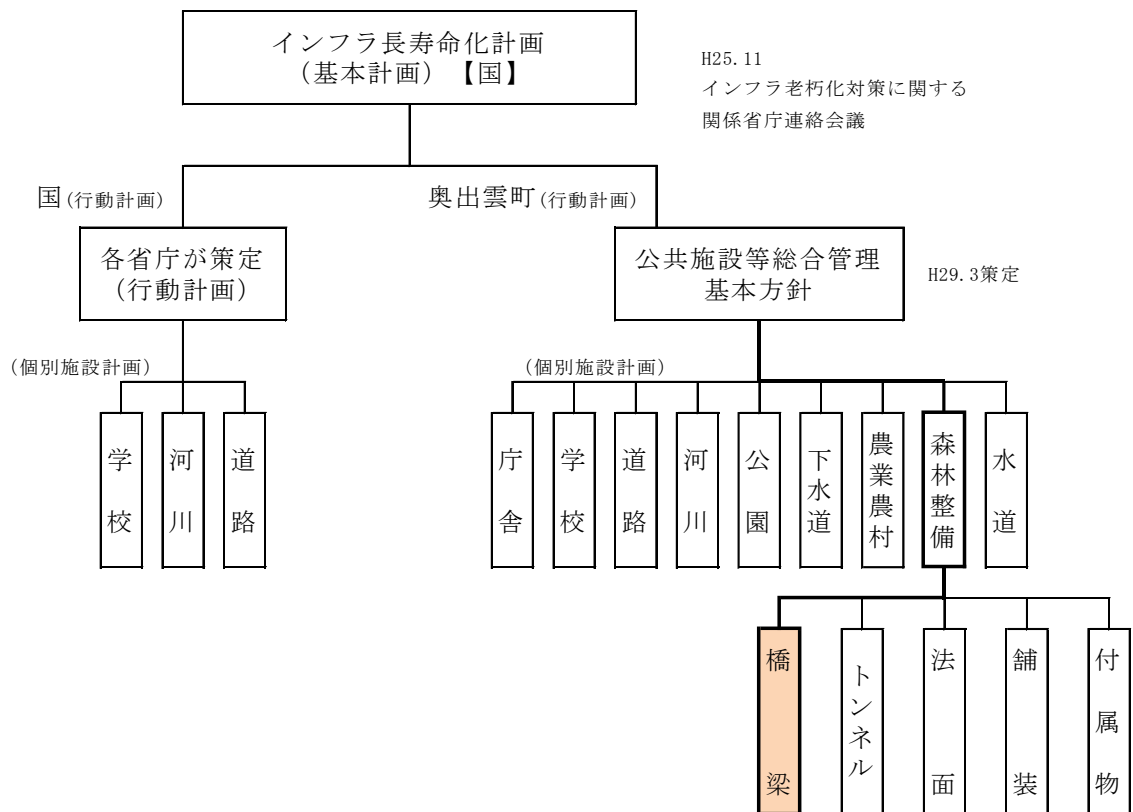 インフラ長寿命化計画
(基本計画)【国】
H25.11
インフラ老朽化対策に関する
関係省庁連絡会議
国(行動計画)
奥出雲町(行動計画)
各省庁が策定
(行動計画)
公共施設等総合管理
基本方針
H29.3策定
(個別施設計画)
(個別施設計画)
学校
河川
道路
庁舎
学校
道路
河川
公園
下水道
農業農村
森林整備
水道
橋梁
トンネル
法面
舗装
付属物